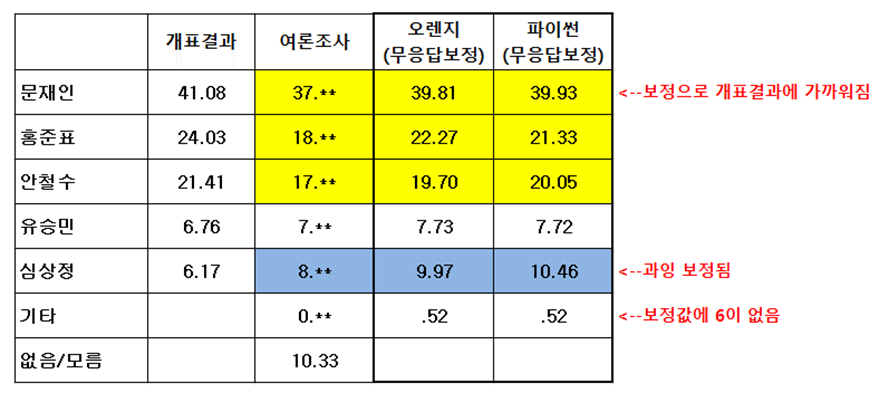 개표결과 여론조사 오렌지 (무응답보정) 파이썬 (무응답보정)
문재인 41.08 37.** 39.81 39.93 <--보정으로 개표결과에 가까워짐
홍준표 24.03 18.** 22.27 21.33
안철수 21.41 17.** 19.70 20.05
유승민 6.76 7.** 7.73 7.72
심상정 6.17 8.** 9.97 10.46 <--과잉 보정됨
기타 0.** .52 .52 <--보정값에 6이 없음
없음/모름 10.33